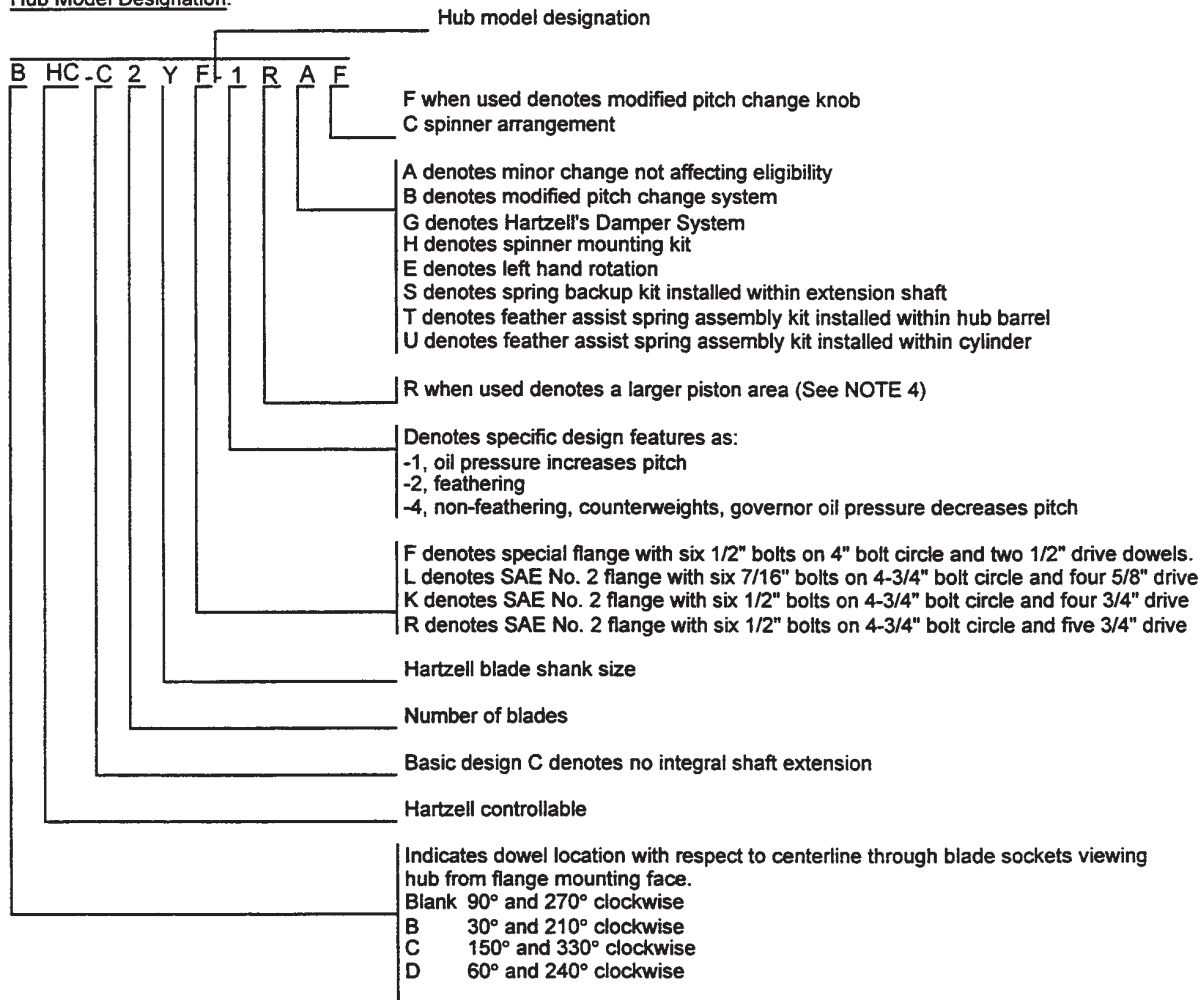 Hub Model Designation:
Hub model designation
B HC-C 2 Y F-1 R A F
F when used denotes modified pitch change knob
C spinner arrangement
A denotes minor change not affecting eligibility
B denotes modified pitch change system
G denotes Hartzell's Damper System
H denotes spinner mounting kit
E denotes left hand rotation
S denotes spring backup kit installed within extension shaft
T denotes feather assist spring assembly kit installed within hub barrel
U denotes feather assist spring assembly kit installed within cylinder
R when used denotes a larger piston area (See NOTE 4)
Denotes specific design features as:
-1, oil pressure increases pitch
-2, feathering
-4, non-feathering, counterweights, governor oil pressure decreases pitch
F denotes special flange with six 1/2" bolts on 4" bolt circle and two 1/2" drive dowels.
L denotes SAE No. 2 flange with six 7/16" bolts on 4-3/4" bolt circle and four 5/8" drive
K denotes SAE No. 2 flange with six 1/2" bolts on 4-3/4" bolt circle and four 3/4" drive
R denotes SAE No. 2 flange with six 1/2" bolts on 4-3/4" bolt circle and five 3/4" drive
Hartzell blade shank size
Number of blades
Basic design C denotes no integral shaft extension
Hartzell controllable
Indicates dowel location with respect to centerline through blade sockets viewing
hub from flange mounting face.
Blank 90° and 270° clockwise
B 30° and 210° clockwise
C 150° and 330° clockwise
D 60° and 240° clockwise